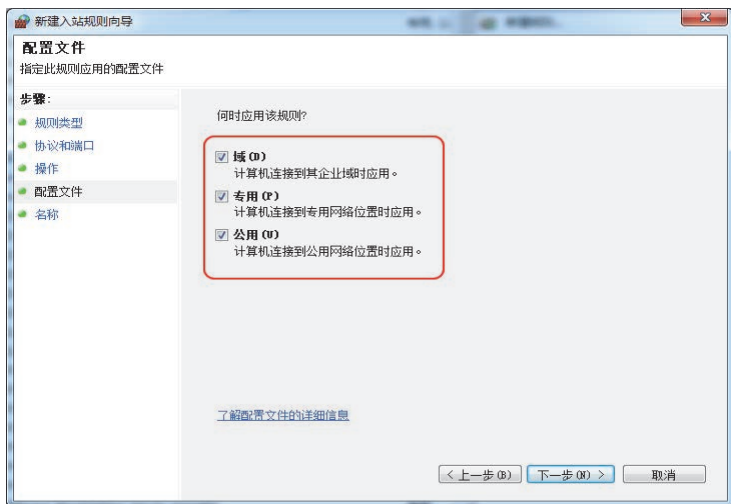 新建入站规则向导
配置文件
指定此规则应用的配置文件
步骤:
规则类型
协议和端口
操作
配置文件
名称
何时应用该规则?
域(D)
计算机连接到其企业域时应用。
专用(P)
计算机连接到专用网络位置时应用。
公用(U)
计算机连接到公用网络位置时应用。
了解配置文件的详细信息
< 上一步(B)
下一步(N) >
取消